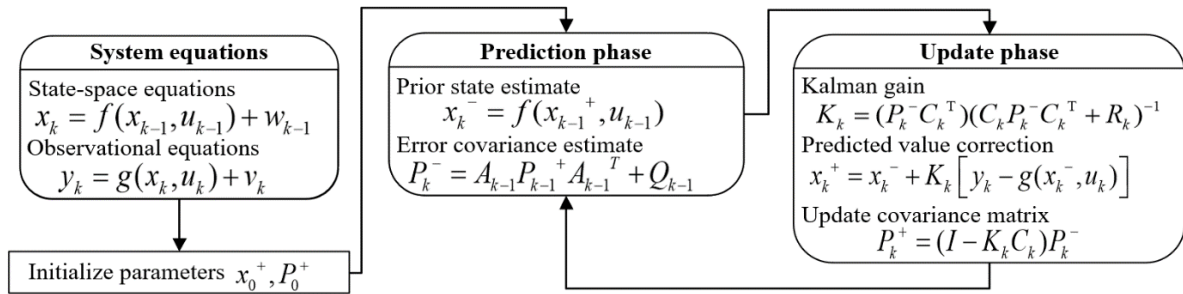 System equations
State-space equations
x_k = f(x_{k-1}, u_{k-1}) + w_{k-1}
Observational equations
y_k = g(x_k, u_k) + v_k
Initialize parameters x_0^+, P_0^+
Prediction phase
Prior state estimate
x_k^- = f(x_{k-1}^+, u_{k-1})
Error covariance estimate
P_k^- = A_{k-1} P_{k-1}^+ A_{k-1}^T + Q_{k-1}
Update phase
Kalman gain
K_k = (P_k^- C_k^T)(C_k P_k^- C_k^T + R_k)^{-1}
Predicted value correction
x_k^+ = x_k^- + K_k [y_k - g(x_k^-, u_k)]
Update covariance matrix
P_k^+ = (I - K_k C_k) P_k^-